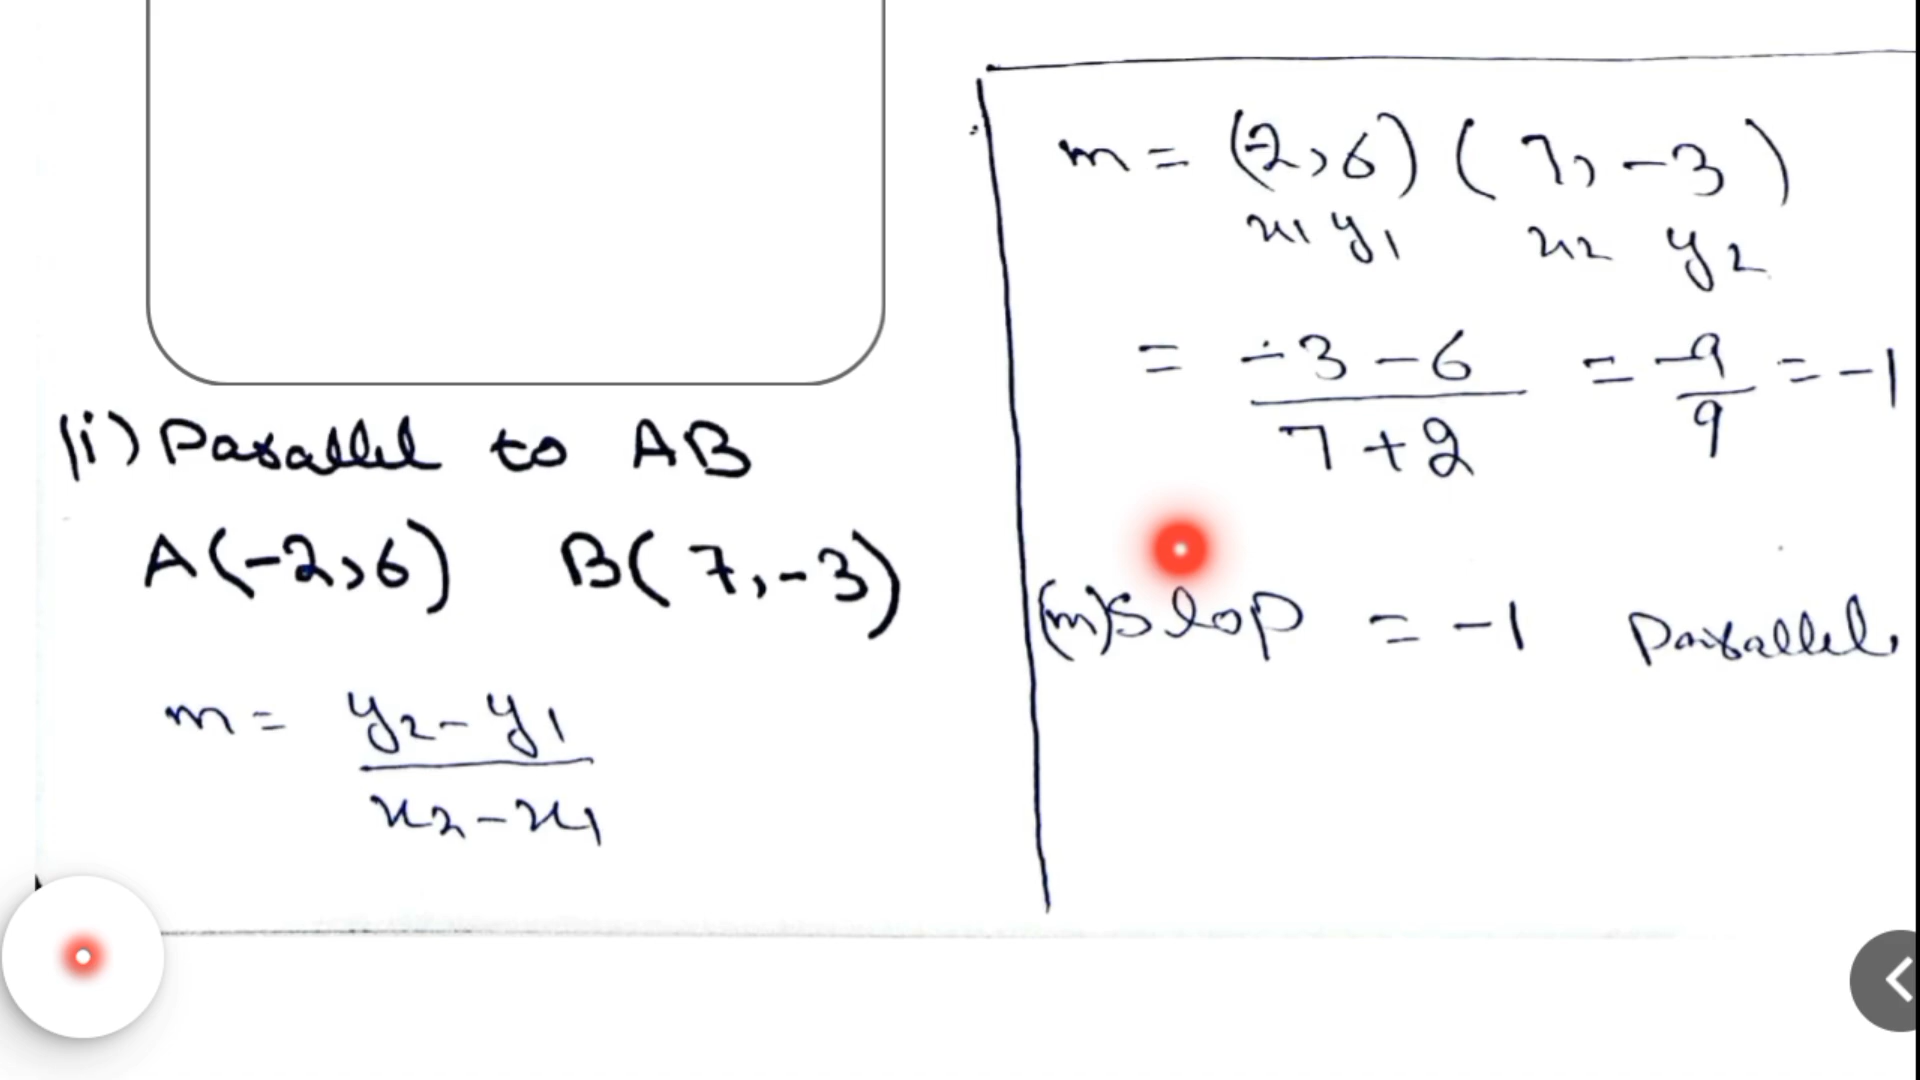 (i) Parallel to AB
A(-2,6) B(7,-3)
m = y2-y1
x2-x1
m = (-2,6) (7,-3)
x1 y1 x2 y2
= -3-6 = -9 = -1
7+2 9
(m)Slop = -1 Parallel